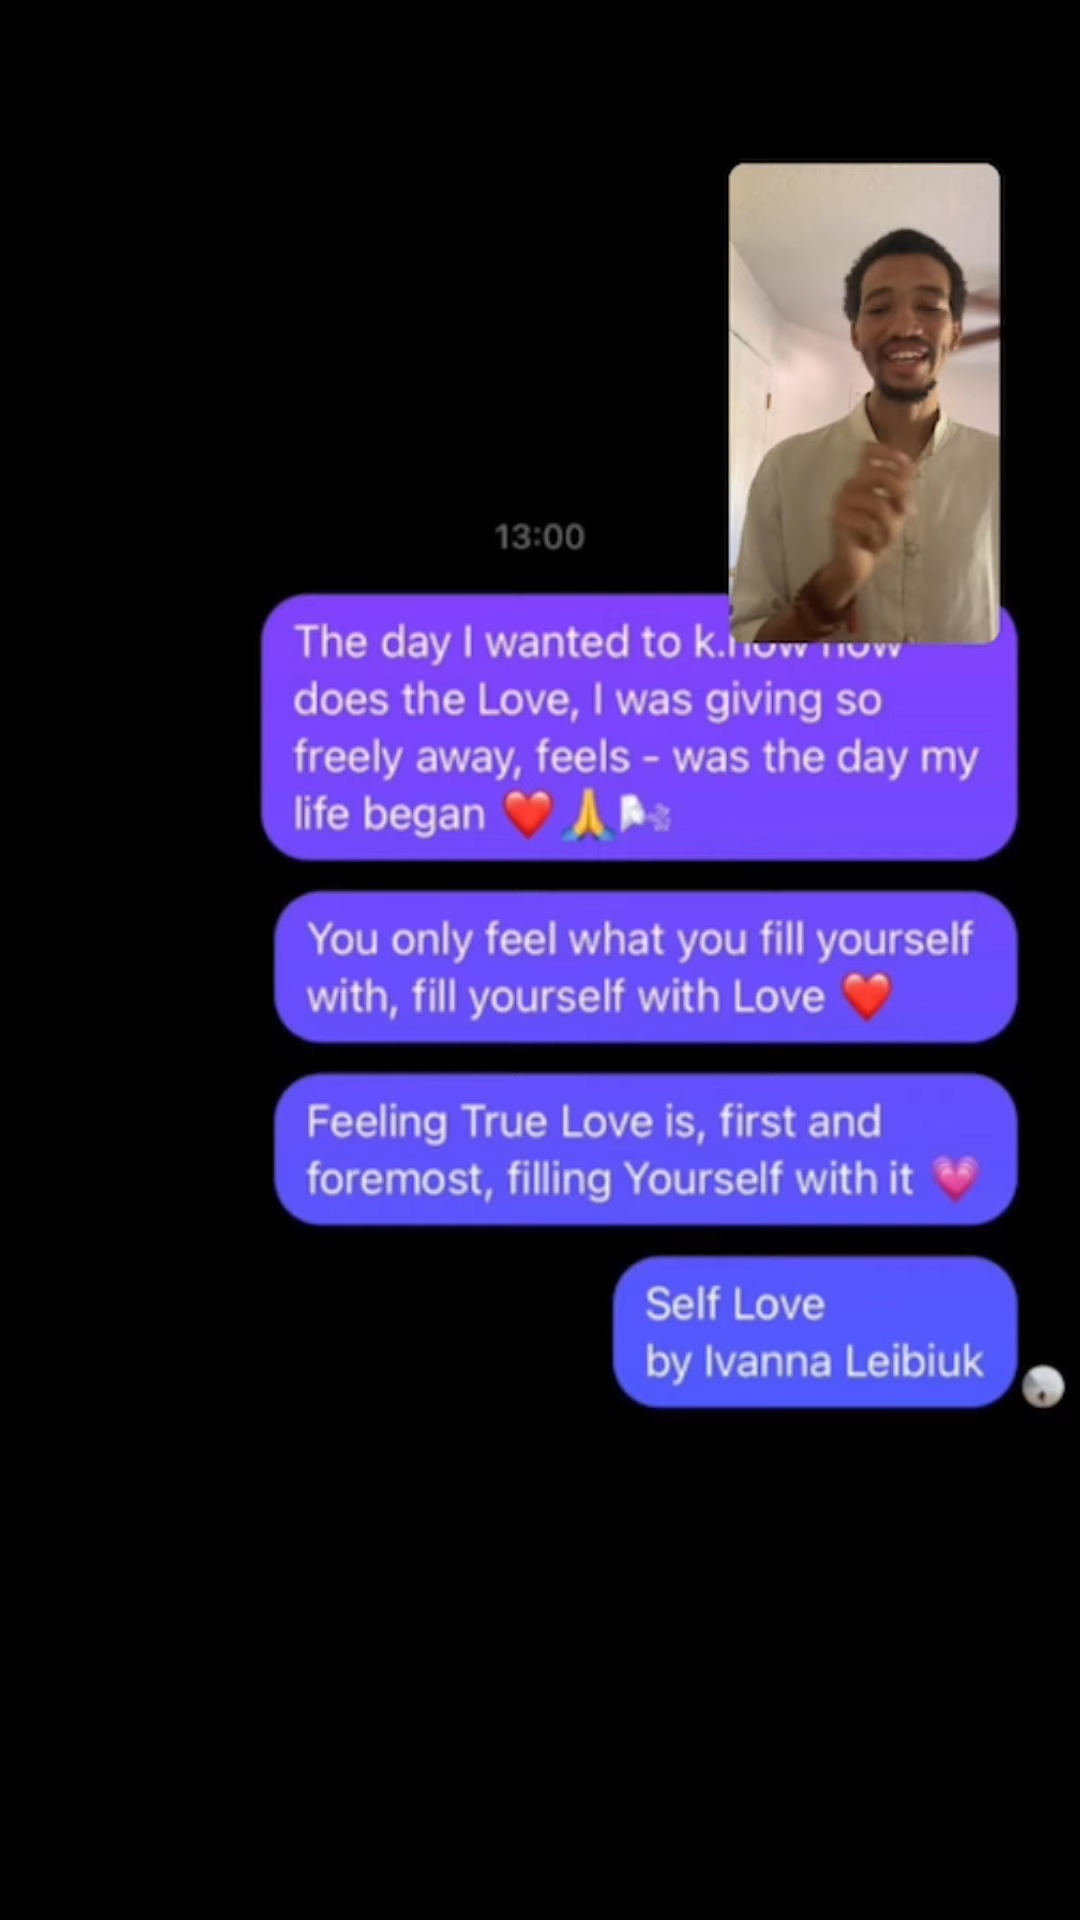 13:00
The day I wanted to k.now how
does the Love, I was giving so
freely away, feels - was the day my
life began ❤️🙏🌬️
You only feel what you fill yourself
with, fill yourself with Love ❤️
Feeling True Love is, first and
foremost, filling Yourself with it 💗
Self Love
by Ivanna Leibiuk